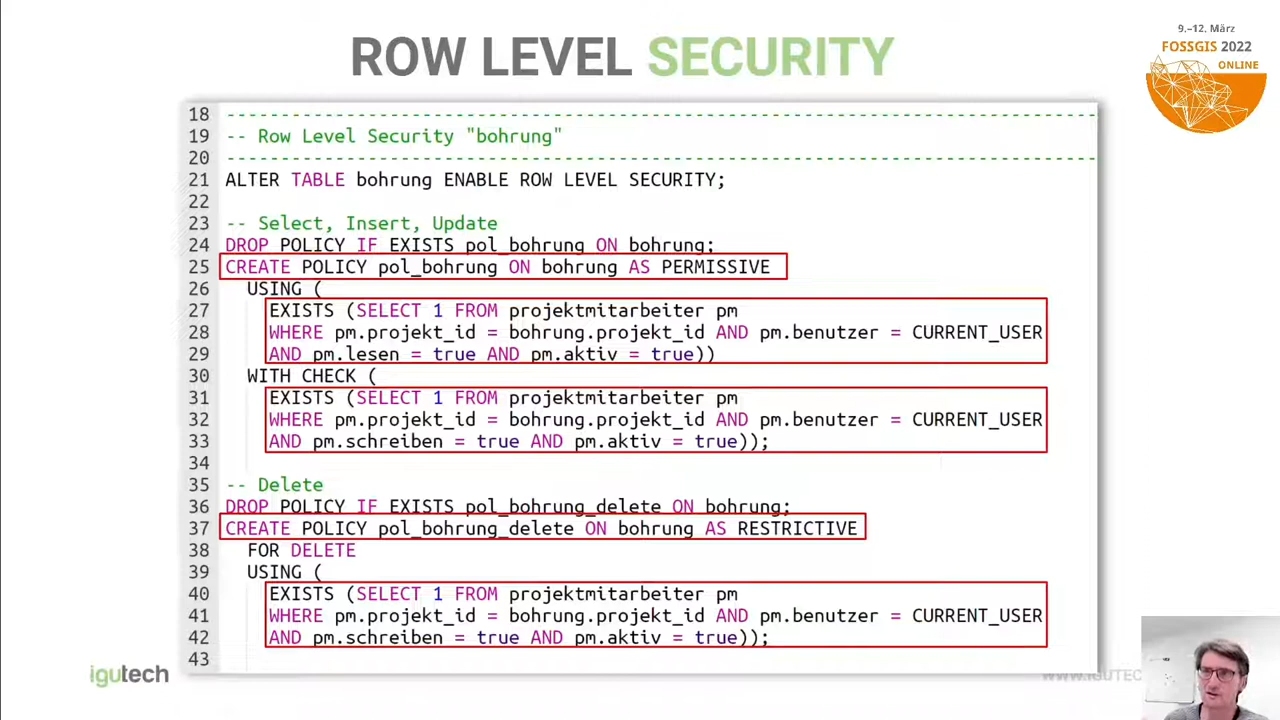 ROW LEVEL SECURITY
9.–12. März
FOSSGIS 2022
ONLINE
18 --------------------------------------------------------------------------------
19 -- Row Level Security "bohrung"
20 --------------------------------------------------------------------------------
21 ALTER TABLE bohrung ENABLE ROW LEVEL SECURITY;
22
23 -- Select, Insert, Update
24 DROP POLICY IF EXISTS pol_bohrung ON bohrung;
25 CREATE POLICY pol_bohrung ON bohrung AS PERMISSIVE
26 USING (
27 EXISTS (SELECT 1 FROM projektmitarbeiter pm
28 WHERE pm.projekt_id = bohrung.projekt_id AND pm.benutzer = CURRENT_USER
29 AND pm.lesen = true AND pm.aktiv = true))
30 WITH CHECK (
31 EXISTS (SELECT 1 FROM projektmitarbeiter pm
32 WHERE pm.projekt_id = bohrung.projekt_id AND pm.benutzer = CURRENT_USER
33 AND pm.schreiben = true AND pm.aktiv = true));
34
35 -- Delete
36 DROP POLICY IF EXISTS pol_bohrung_delete ON bohrung;
37 CREATE POLICY pol_bohrung_delete ON bohrung AS RESTRICTIVE
38 FOR DELETE
39 USING (
40 EXISTS (SELECT 1 FROM projektmitarbeiter pm
41 WHERE pm.projekt_id = bohrung.projekt_id AND pm.benutzer = CURRENT_USER
42 AND pm.schreiben = true AND pm.aktiv = true));
43
igutech
WWW.IGUTEC